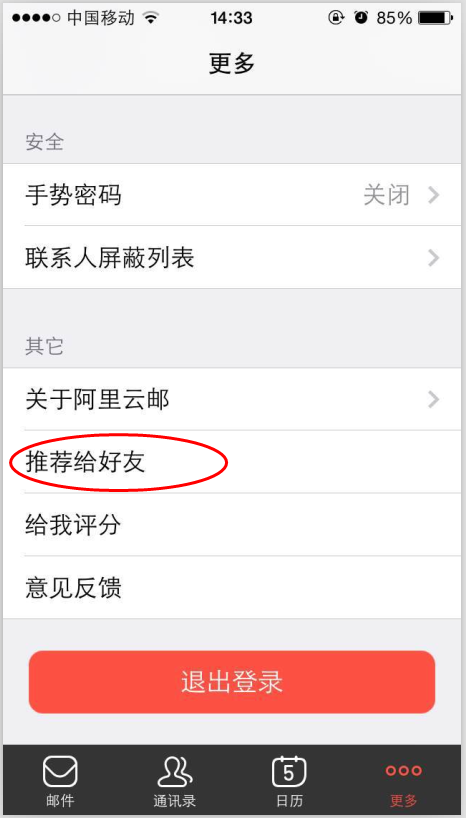 中国移动 14:33 85%
更多
安全
手势密码 关闭
联系人屏蔽列表
其它
关于阿里云邮
推荐给好友
给我评分
意见反馈
退出登录
5
邮件 通讯录 日历 更多